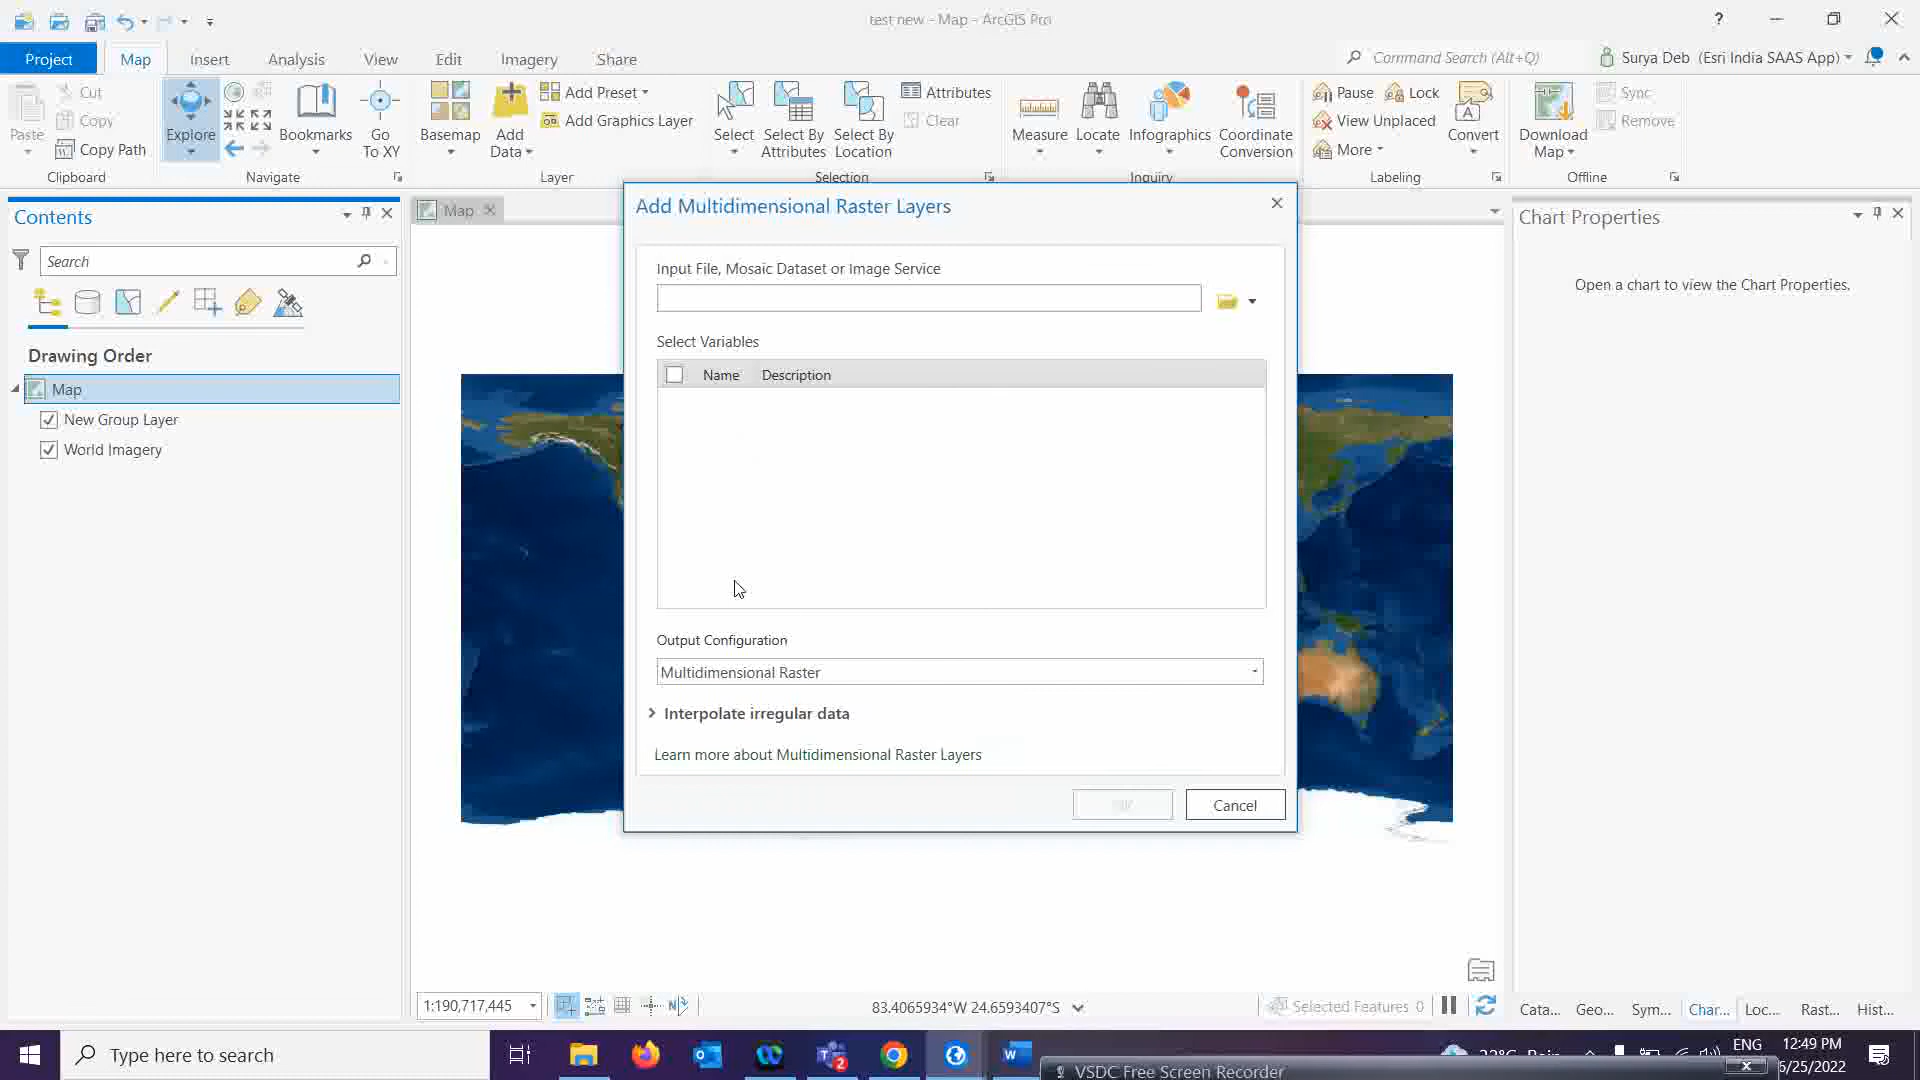 test new - Map - ArcGIS Pro
?
Project
Map
Insert
Analysis
View
Edit
Imagery
Share
Command Search (Alt+Q)
Surya Deb (Esri India SAAS App)
Paste
Cut
Copy
Copy Path
Clipboard
Explore
Bookmarks
Go
To XY
Navigate
Basemap
Add
Data
Add Preset
Add Graphics Layer
Layer
Select
Select By
Attributes
Select By
Location
Attributes
Clear
Selection
Measure
Locate
Infographics
Coordinate
Conversion
Inquiry
Pause
Lock
View Unplaced
More
Convert
Labeling
Download
Map
Sync
Remove
Offline
Contents
Search
Drawing Order
Map
New Group Layer
World Imagery
Map
Add Multidimensional Raster Layers
Input File, Mosaic Dataset or Image Service
Select Variables
Name
Description
Output Configuration
Multidimensional Raster
Interpolate irregular data
Learn more about Multidimensional Raster Layers
Cancel
Chart Properties
Open a chart to view the Chart Properties.
1:190,717,445
83.4065934°W 24.6593407°S
Selected Features 0
Cata...
Geo...
Sym...
Char...
Loc...
Rast...
Hist...
Type here to search
2
ENG
12:49 PM
6/25/2022
VSDC Free Screen Recorder